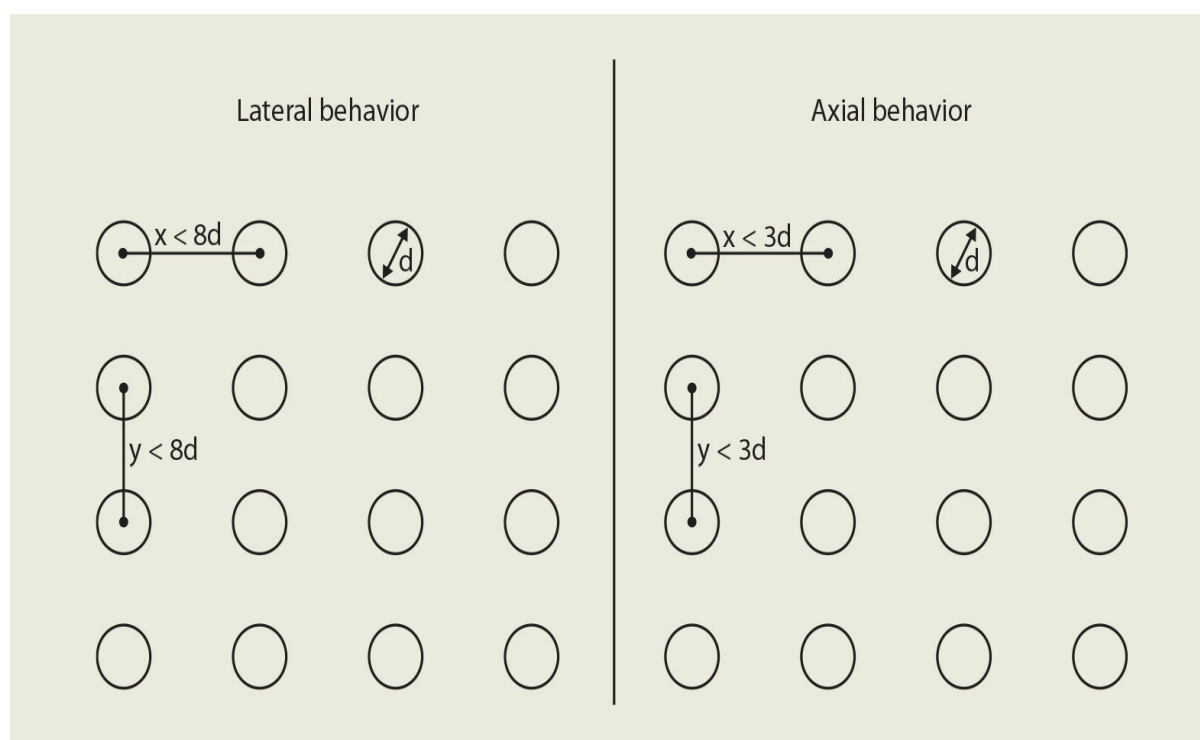 Lateral behavior
x < 8d
d
y < 8d
Axial behavior
x < 3d
d
y < 3d